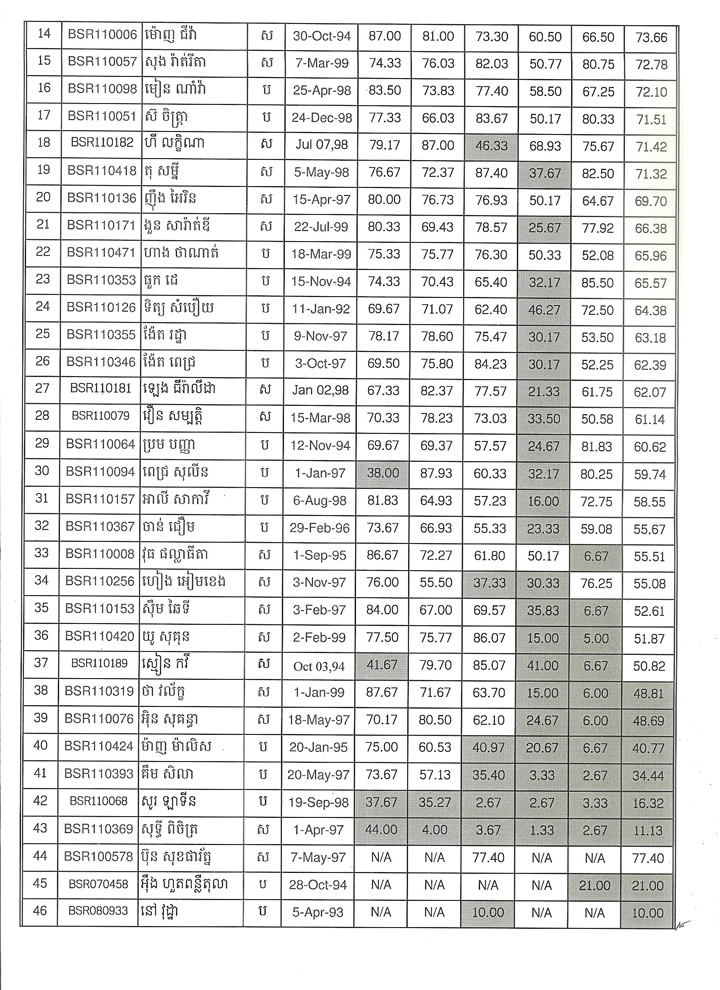 14 BSR110006 ម៉ោញ ជីវ៉ា ស 30-Oct-94 87.00 81.00 73.30 60.50 66.50 73.66
15 BSR110057 សុង រ៉ាត់រីតា ស 7-Mar-99 74.33 76.03 82.03 50.77 80.75 72.78
16 BSR110098 មឿន ណាំវ៉ា ប 25-Apr-98 83.50 73.83 77.40 58.50 67.25 72.10
17 BSR110051 ស៊ ចិត្ត្រា ប 24-Dec-98 77.33 66.03 83.67 50.17 80.33 71.51
18 BSR110182 ហ៊ី លក្ខិណា ស Jul 07,98 79.17 87.00 46.33 68.93 75.67 71.42
19 BSR110418 តុ សម្នី ស 5-May-98 76.67 72.37 87.40 37.67 82.50 71.32
20 BSR110136 ញ៉ឹង អៃរិន ស 15-Apr-97 80.00 76.73 76.93 50.17 64.67 69.70
21 BSR110171 ងួន សារ៉ាត់ឌី ស 22-Jul-99 80.33 69.43 78.57 25.67 77.92 66.38
22 BSR110471 ហាង ថាណាត់ ប 18-Mar-99 75.33 75.77 76.30 50.33 52.08 65.96
23 BSR110353 ធួក ដេ ប 15-Nov-94 74.33 70.43 65.40 32.17 85.50 65.57
24 BSR110126 ទិត្យ សំបឿយ ប 11-Jan-92 69.67 71.07 62.40 46.27 72.50 64.38
25 BSR110355 ង៉ែត រដ្ឋា ប 9-Nov-97 78.17 78.60 75.47 30.17 53.50 63.18
26 BSR110346 ង៉ែត ពេជ្រ ប 3-Oct-97 69.50 75.80 84.23 30.17 52.25 62.39
27 BSR110181 ឡេង ធីរ៉ាលីដា ស Jan 02,98 67.33 82.37 77.57 21.33 61.75 62.07
28 BSR110079 វឿន សម្បត្តិ ស 15-Mar-98 70.33 78.23 73.03 33.50 50.58 61.14
29 BSR110064 ប្រម បញ្ញា ប 12-Nov-94 69.67 69.37 57.57 24.67 81.83 60.62
30 BSR110094 ពេជ្រ សុលីន ប 1-Jan-97 38.00 87.93 60.33 32.17 80.25 59.74
31 BSR110157 អាលី សាកាវី ប 6-Aug-98 81.83 64.93 57.23 16.00 72.75 58.55
32 BSR110367 ចាន់ ជឿម ប 29-Feb-96 73.67 66.93 55.33 23.33 59.08 55.67
33 BSR110008 វុធ ផល្លាធីតា ស 1-Sep-95 86.67 72.27 61.80 50.17 6.67 55.51
34 BSR110256 ហៀង អៀមខេង ស 3-Nov-97 76.00 55.50 37.33 30.33 76.25 55.08
35 BSR110153 ស៊ឹម ឆៃទី ស 3-Feb-97 84.00 67.00 69.57 35.83 6.67 52.61
36 BSR110420 យូ សុគុន ស 2-Feb-99 77.50 75.77 86.07 15.00 5.00 51.87
37 BSR110189 ស្មៀន កវី ស Oct 03,94 41.67 79.70 85.07 41.00 6.67 50.82
38 BSR110319 ថា វល័ក្ខ ស 1-Jan-99 87.67 71.67 63.70 15.00 6.00 48.81
39 BSR110076 អ៊ិន សុគន្ធា ស 18-May-97 70.17 80.50 62.10 24.67 6.00 48.69
40 BSR110424 ម៉ាញ ម៉ាលិស ប 20-Jan-95 75.00 60.53 40.97 20.67 6.67 40.77
41 BSR110393 គឹម សិលា ប 20-May-97 73.67 57.13 35.40 3.33 2.67 34.44
42 BSR110068 សូរ ឡាទីន ប 19-Sep-98 37.67 35.27 2.67 2.67 3.33 16.32
43 BSR110369 សុទ្ធី ពិចិត្រ ស 1-Apr-97 44.00 4.00 3.67 1.33 2.67 11.13
44 BSR100578 ប៊ុន សុខផារ័ត្ន ស 7-May-97 N/A N/A 77.40 N/A N/A 77.40
45 BSR070458 អ៊ឹង ហួតពន្លឺតុលា ប 28-Oct-94 N/A N/A N/A N/A 21.00 21.00
46 BSR080933 នៅ វុដ្ឋា ប 5-Apr-93 N/A N/A 10.00 N/A N/A 10.00